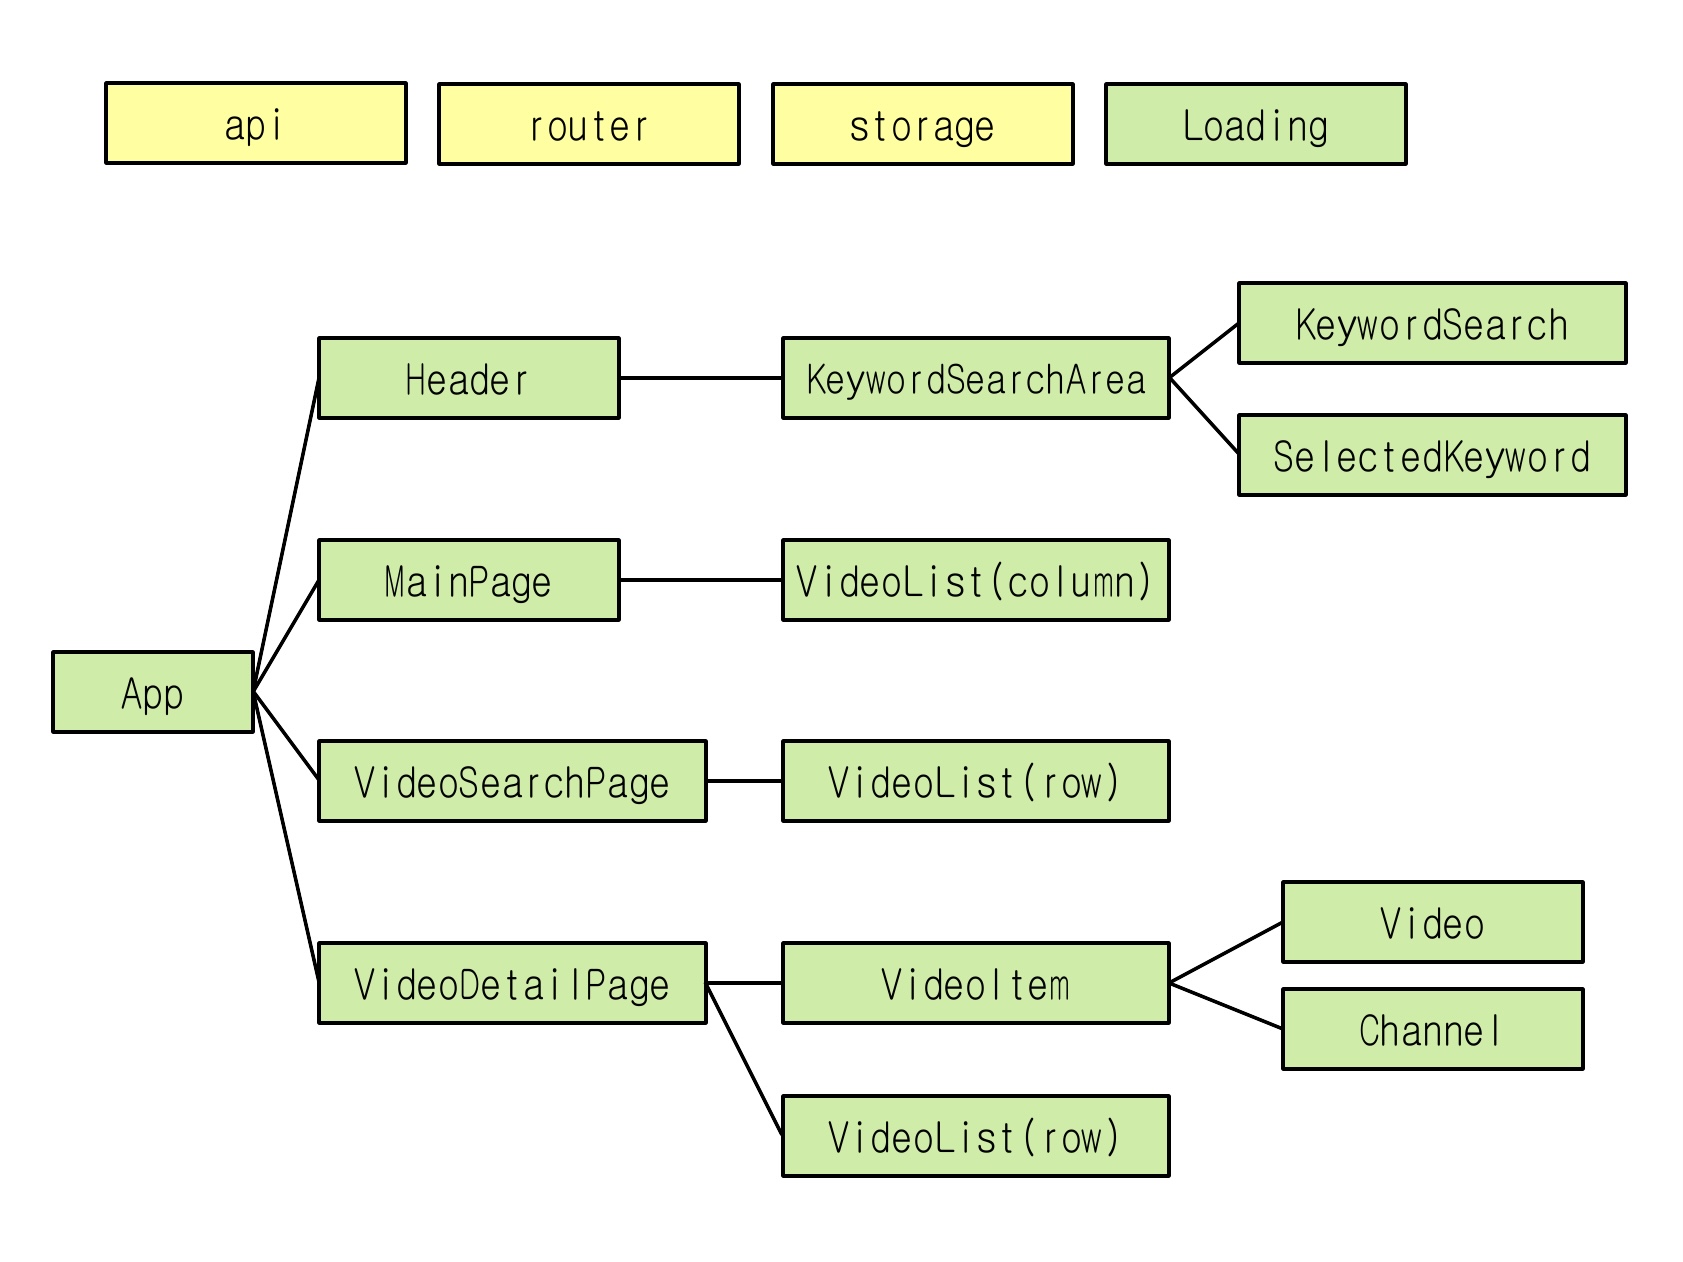 api
router
storage
Loading
Header
KeywordSearchArea
KeywordSearch
SelectedKeyword
MainPage
VideoList(column)
App
VideoSearchPage
VideoList(row)
VideoDetailPage
VideoItem
Video
Channel
VideoList(row)